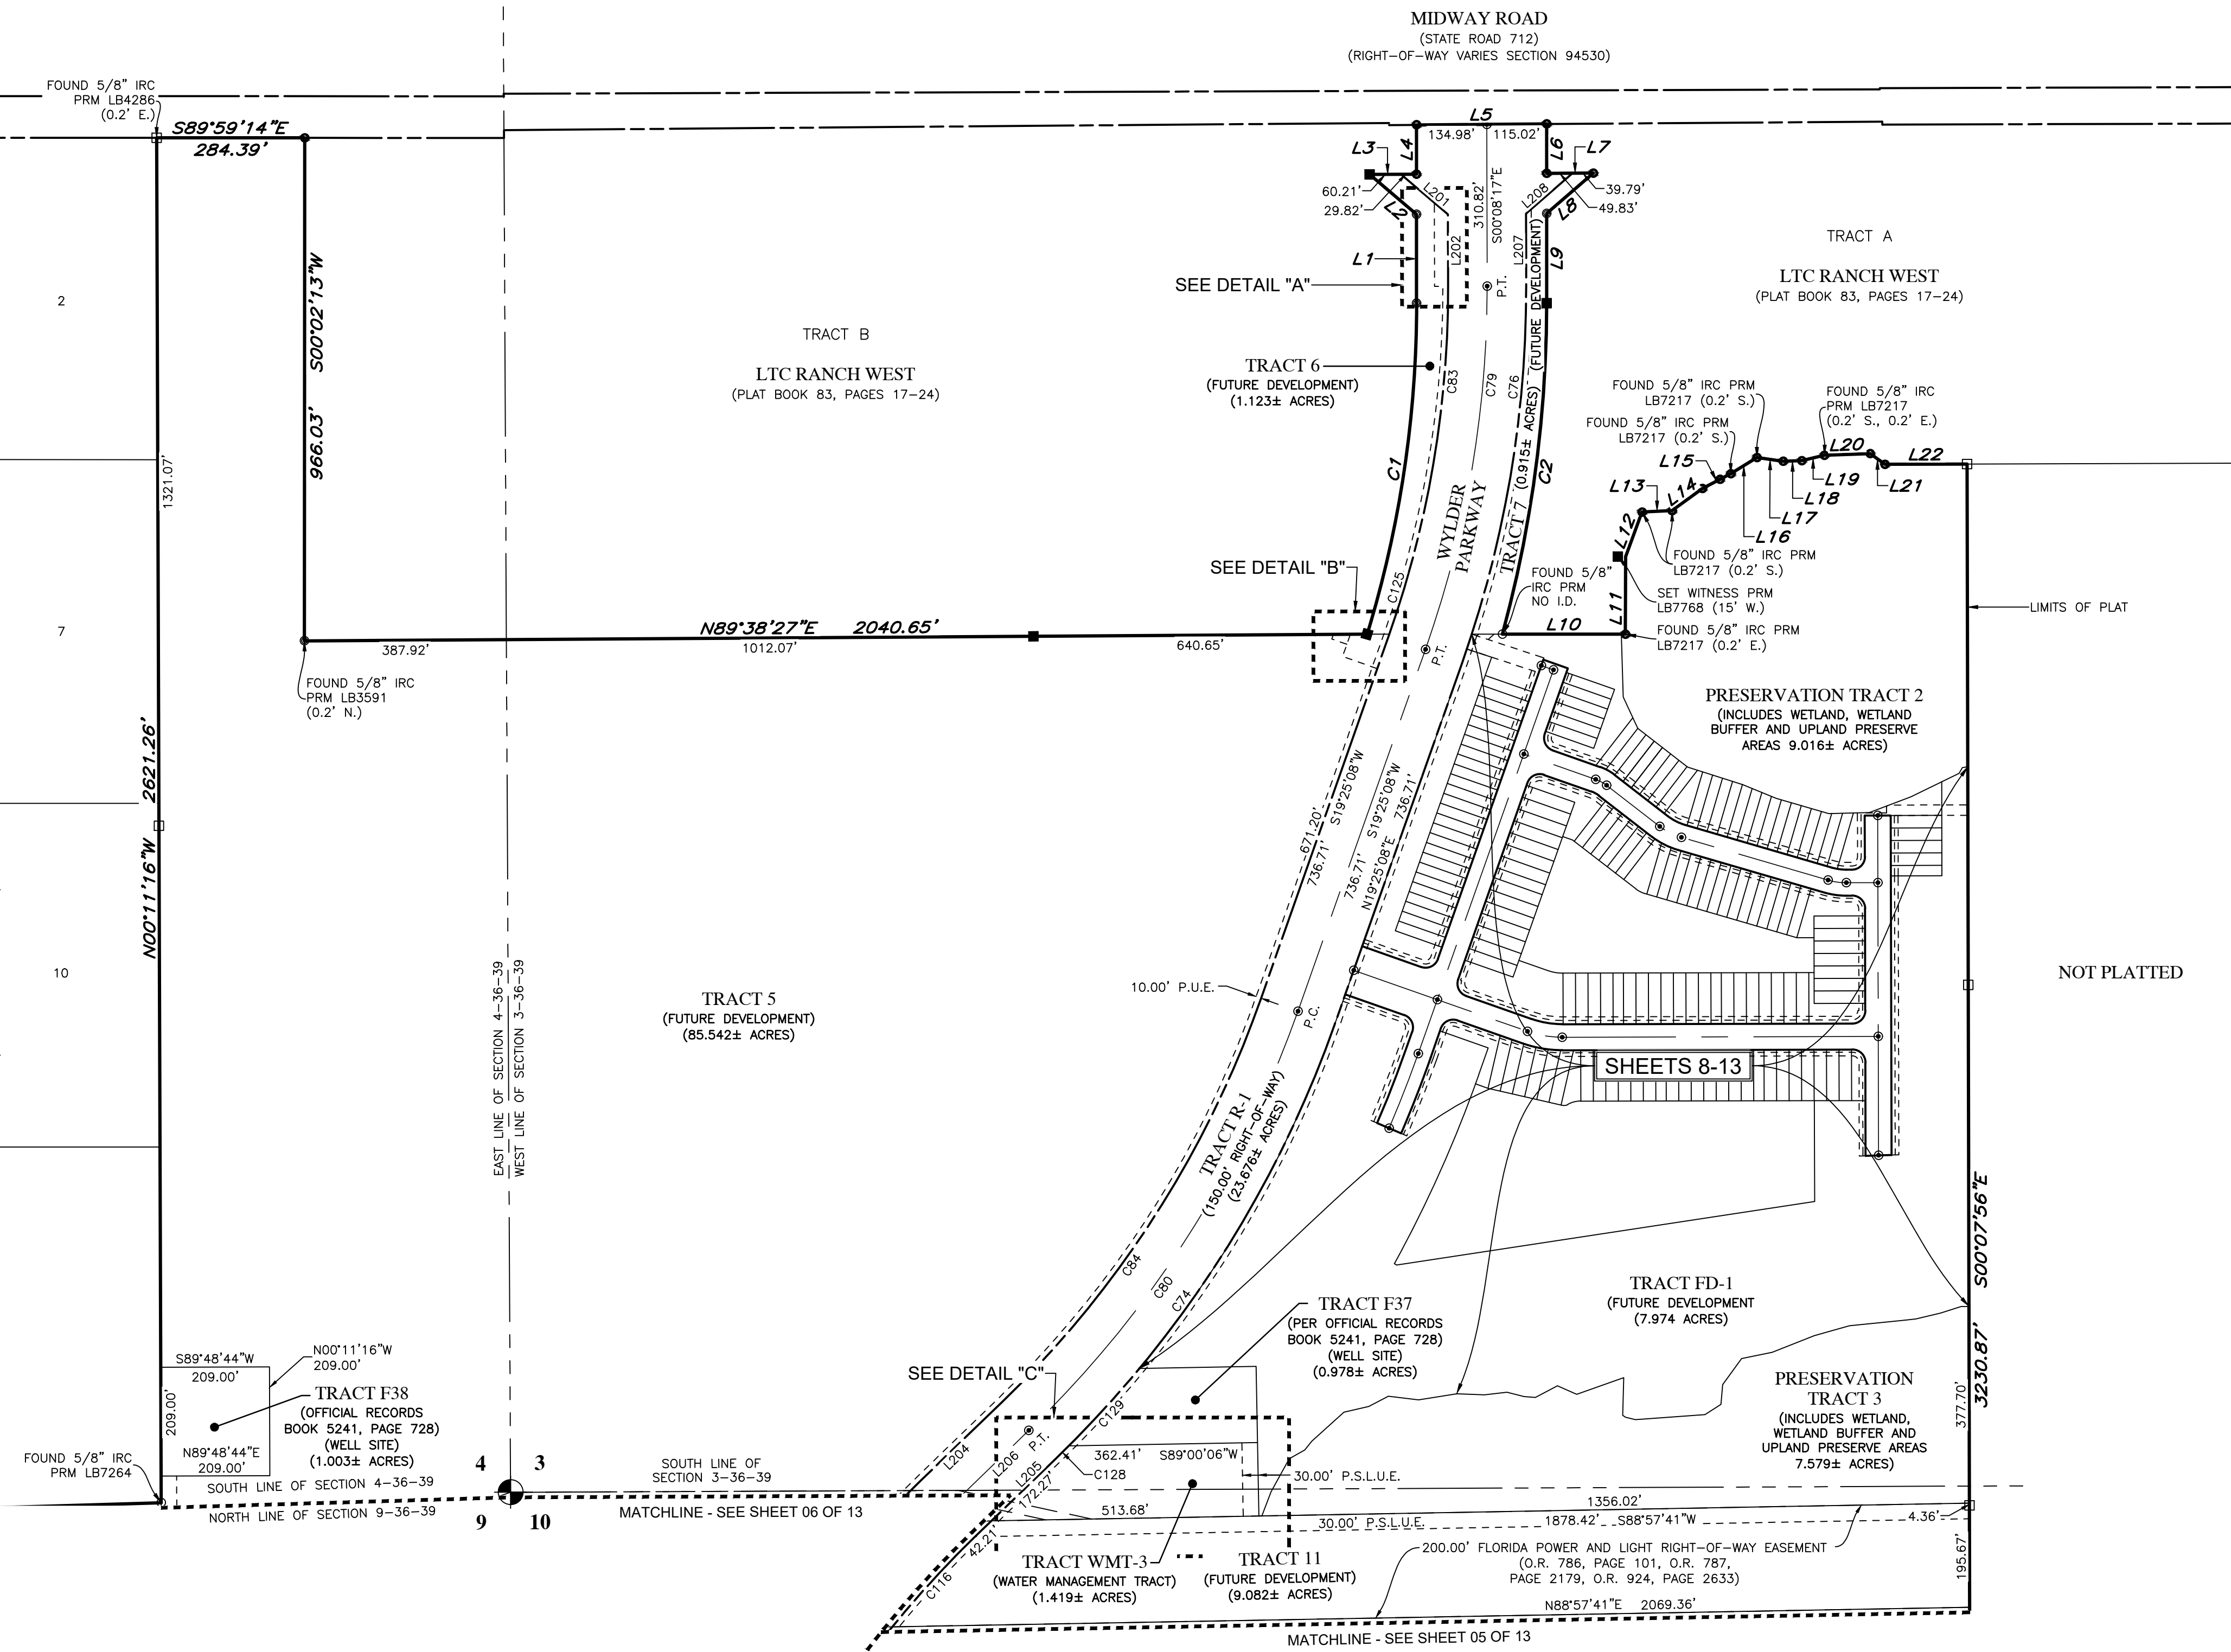 MIDWAY ROAD
(STATE ROAD 712)
(RIGHT-OF-WAY VARIES SECTION 94530)
FOUND 5/8" IRC
PRM LB4286
(0.2' E.)
S89°59'14"E
284.39'
L5
134.98'
115.02'
L4
L3
L6
L7
60.21'
29.82'
L2
L201
L202
310.82'
S00°08'17"E
L208
L207
39.79'
49.83'
L8
L9
L1
P.T.
SEE DETAIL "A"
TRACT A
LTC RANCH WEST
(PLAT BOOK 83, PAGES 17-24)
2
S00°02'13"W
966.03'
1321.07'
TRACT B
LTC RANCH WEST
(PLAT BOOK 83, PAGES 17-24)
TRACT 6
(FUTURE DEVELOPMENT)
(1.123± ACRES)
C83
C79
C76
C1
C2
TRACT 7 (0.915± ACRES) (FUTURE DEVELOPMENT)
WYLDER
PARKWAY
FOUND 5/8" IRC PRM
LB7217 (0.2' S.)
FOUND 5/8" IRC
PRM LB7217
(0.2' S., 0.2' E.)
FOUND 5/8" IRC PRM
LB7217 (0.2' S.)
L20
L22
L15
L13
L14
L19
L21
L18
L17
L16
L12
FOUND 5/8" IRC PRM
LB7217 (0.2' S.)
SEE DETAIL "B"
C125
FOUND 5/8"
IRC PRM
NO I.D.
SET WITNESS PRM
LB7768 (15' W.)
L11
L10
FOUND 5/8" IRC PRM
LB7217 (0.2' E.)
LIMITS OF PLAT
7
N89°38'27"E 2040.65'
387.92'
1012.07'
640.65'
P.T.
FOUND 5/8" IRC
PRM LB3591
(0.2' N.)
PRESERVATION TRACT 2
(INCLUDES WETLAND, WETLAND
BUFFER AND UPLAND PRESERVE
AREAS 9.016± ACRES)
N00°11'16"W 2621.26'
671.20'
S19°25'08"W
736.71'
S19°25'08"W
736.71'
N19°25'08"E
736.71'
10
EAST LINE OF SECTION 4-36-39
WEST LINE OF SECTION 3-36-39
10.00' P.U.E.
P.C.
TRACT 5
(FUTURE DEVELOPMENT)
(85.542± ACRES)
NOT PLATTED
SHEETS 8-13
TRACT R-1
(150.00' RIGHT-OF-WAY)
(23.676± ACRES)
S00°07'56"E
3230.87'
C84
C80
C74
TRACT FD-1
(FUTURE DEVELOPMENT
(7.974 ACRES)
TRACT F37
(PER OFFICIAL RECORDS
BOOK 5241, PAGE 728)
(WELL SITE)
(0.978± ACRES)
S89°48'44"W
209.00'
N00°11'16"W
209.00'
209.00'
TRACT F38
(OFFICIAL RECORDS
BOOK 5241, PAGE 728)
(WELL SITE)
(1.003± ACRES)
N89°48'44"E
209.00'
SEE DETAIL "C"
PRESERVATION
TRACT 3
(INCLUDES WETLAND,
WETLAND BUFFER AND
UPLAND PRESERVE AREAS
7.579± ACRES)
377.70'
FOUND 5/8" IRC
PRM LB7264
SOUTH LINE OF SECTION 4-36-39
NORTH LINE OF SECTION 9-36-39
4
3
9
10
SOUTH LINE OF
SECTION 3-36-39
MATCHLINE - SEE SHEET 06 OF 13
L204
L206
P.T.
L205
172.27'
C129
362.41'
S89°00'06"W
C128
30.00' P.S.L.U.E.
513.68'
1356.02'
30.00' P.S.L.U.E.
1878.42'
S88°57'41"W
4.36'
42.21'
C116
TRACT WMT-3
(WATER MANAGEMENT TRACT)
(1.419± ACRES)
TRACT 11
(FUTURE DEVELOPMENT)
(9.082± ACRES)
200.00' FLORIDA POWER AND LIGHT RIGHT-OF-WAY EASEMENT
(O.R. 786, PAGE 101, O.R. 787,
PAGE 2179, O.R. 924, PAGE 2633)
195.67'
N88°57'41"E 2069.36'
MATCHLINE - SEE SHEET 05 OF 13